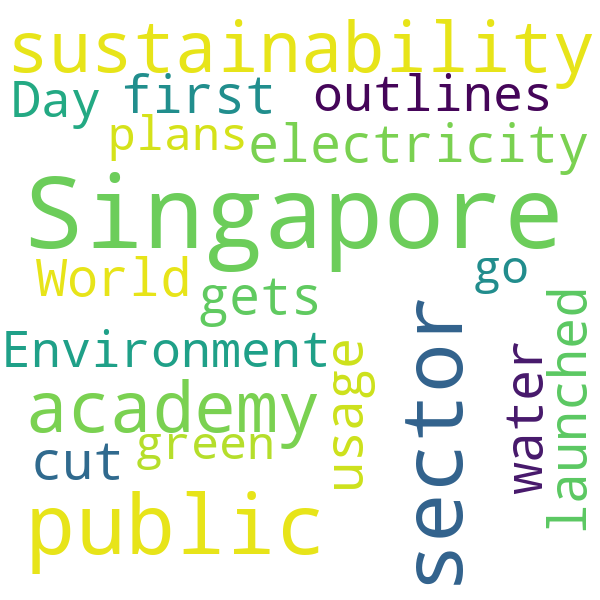 sustainability
Day first outlines
plans electricity
Singapore
World go
gets
launched
Environment
sector
usage
water
academy
green
cut
public